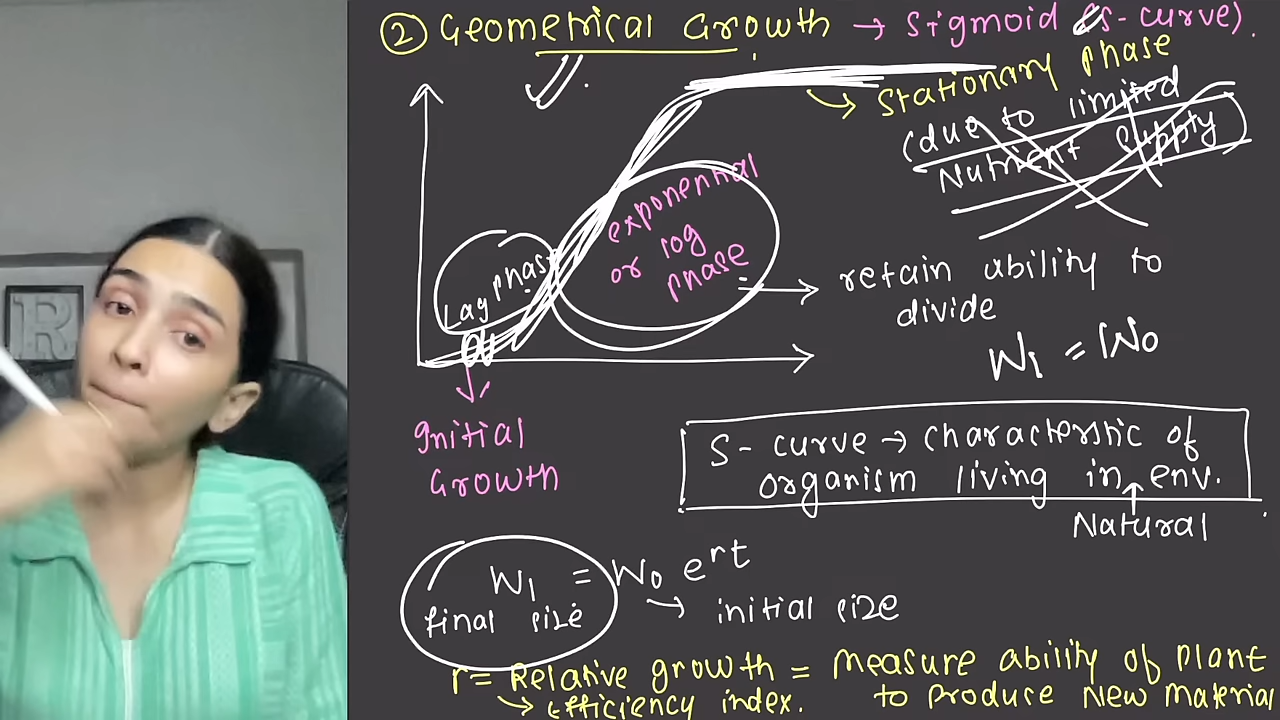 ② Geometrical Growth → Sigmoid (S-curve).
Stationary phase
(due to limited
Nutrient Supply)
exponential
or log
phase
Lag phase
retain ability to
divide
W1 = W0
Initial
Growth
S-curve → characterstic of
organism living in env.
Natural
W1 = W0 e^rt
final size → initial size
r = Relative growth = Measure ability of plant
→ Efficiency index. to produce New Material
R